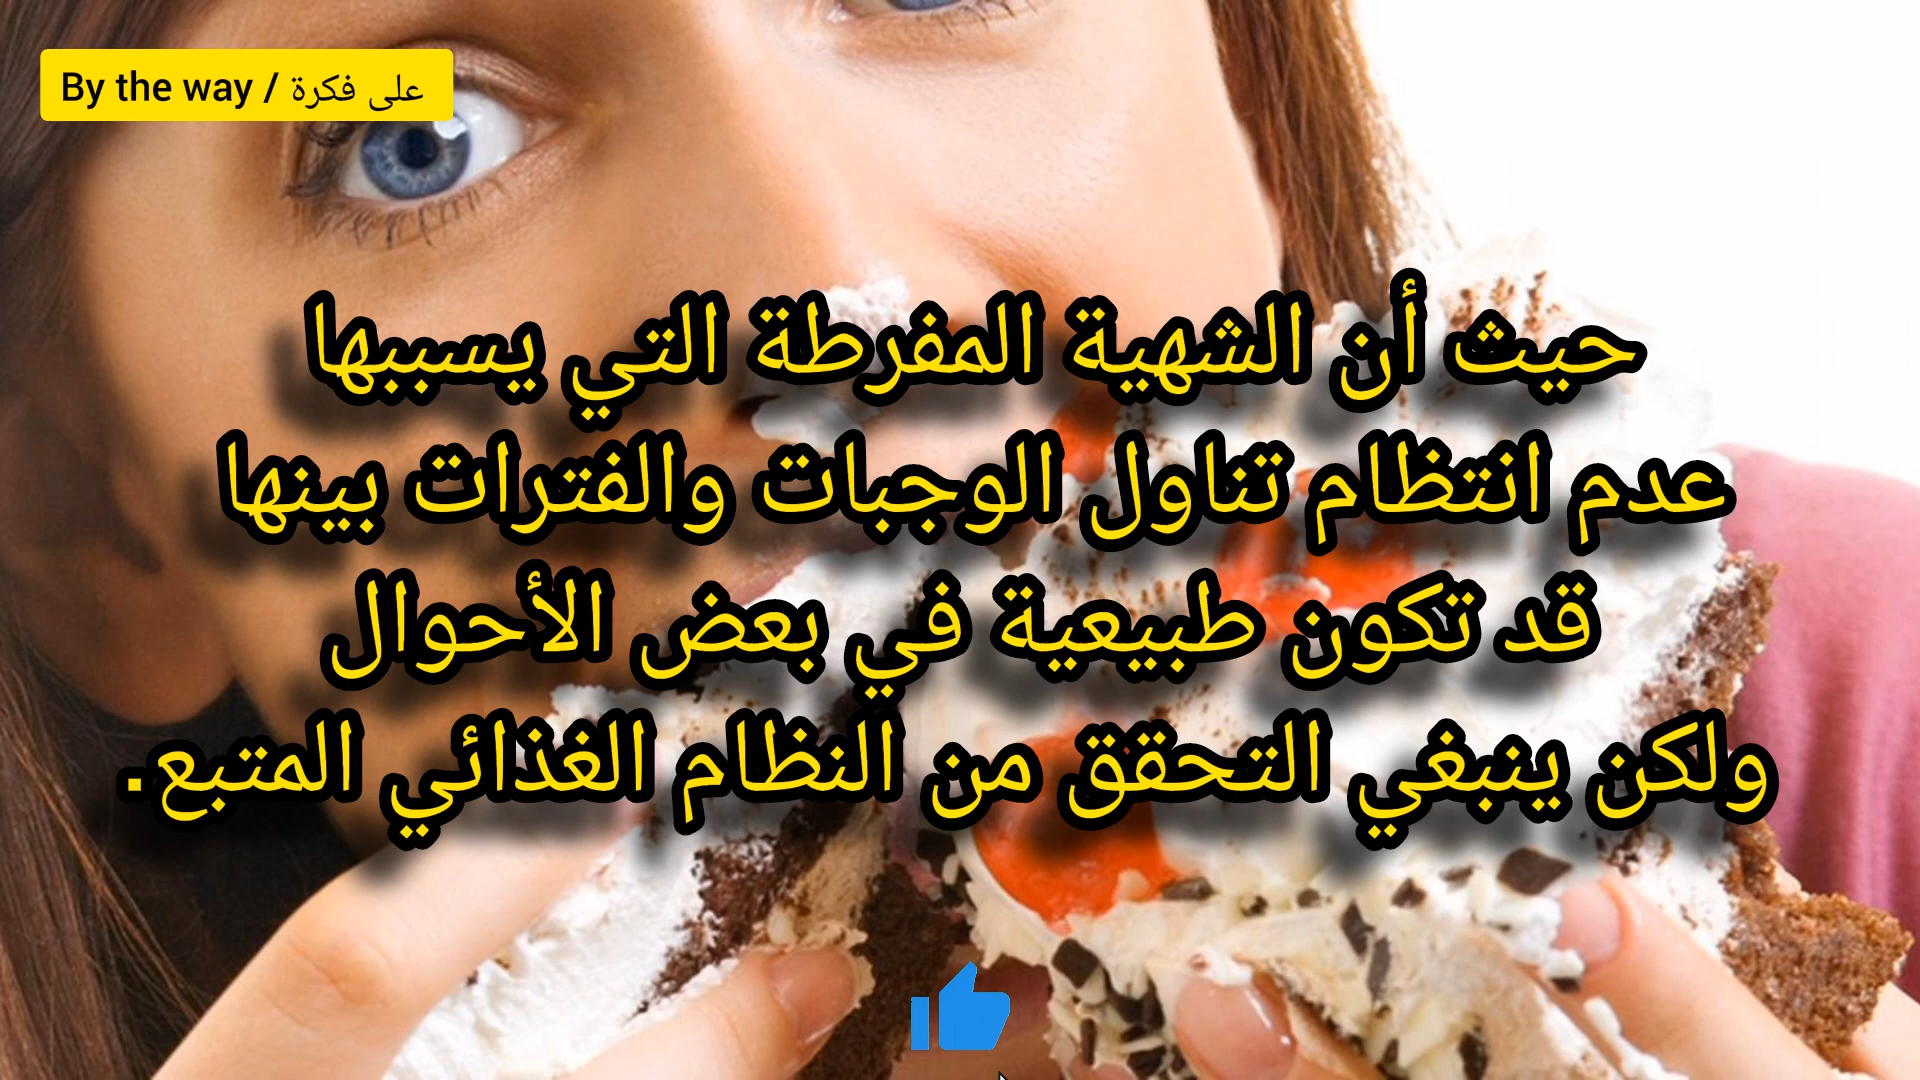 By the way / على فكرة
حيث أن الشهية المفرطة التي يسببها
عدم انتظام تناول الوجبات والفترات بينها
قد تكون طبيعية في بعض الأحوال
ولكن ينبغي التحقق من النظام الغذائي المتبع.